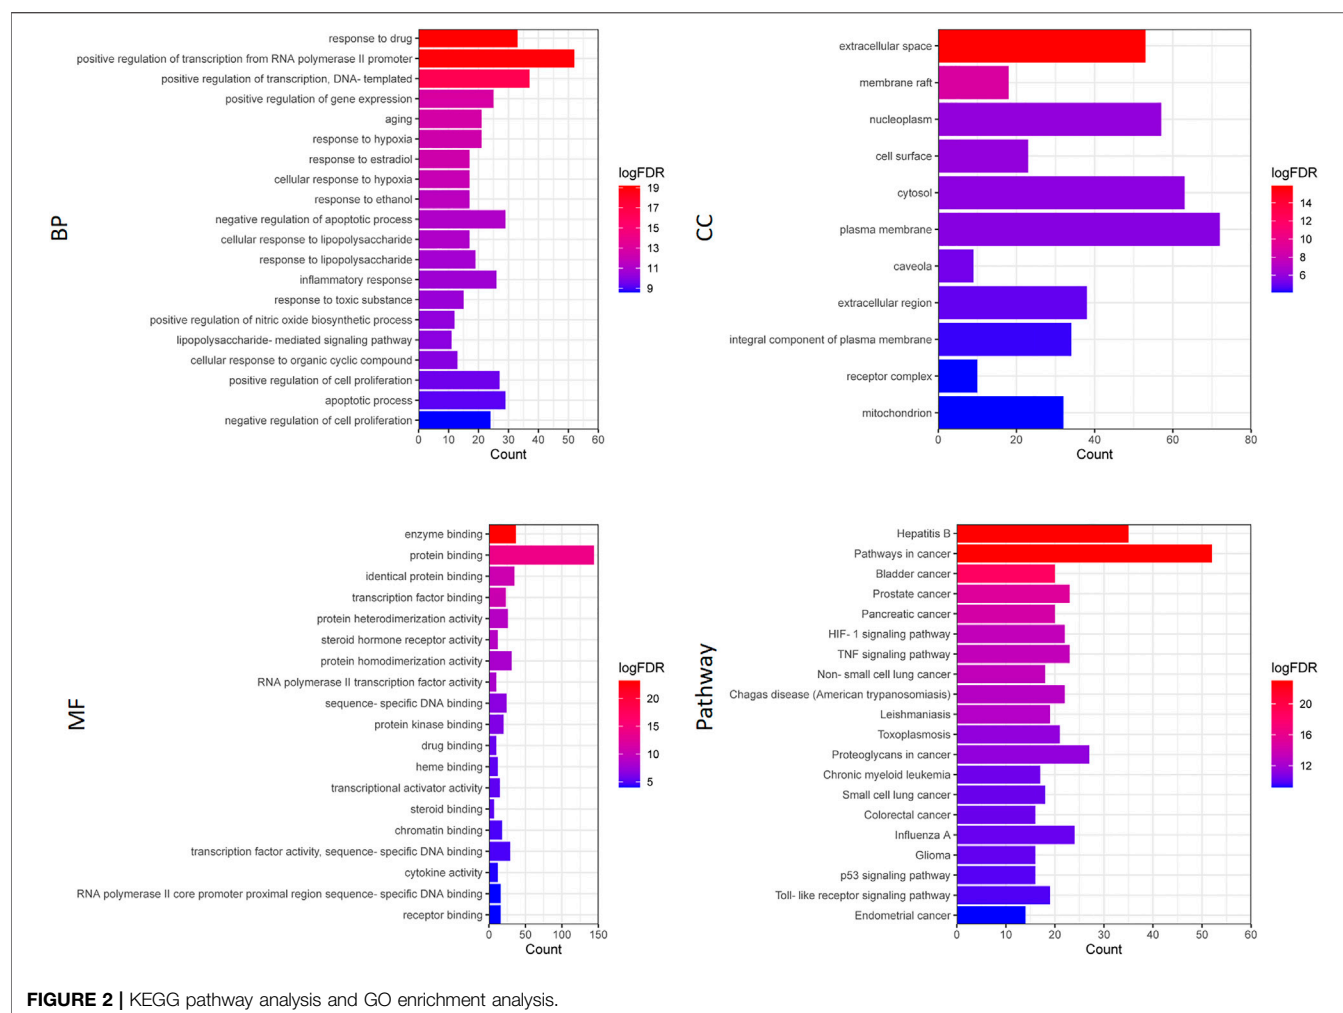 BP
response to drug
positive regulation of transcription from RNA polymerase II promoter
positive regulation of transcription, DNA- templated
positive regulation of gene expression
aging
response to hypoxia
response to estradiol
cellular response to hypoxia
response to ethanol
negative regulation of apoptotic process
cellular response to lipopolysaccharide
response to lipopolysaccharide
inflammatory response
response to toxic substance
positive regulation of nitric oxide biosynthetic process
lipopolysaccharide- mediated signaling pathway
cellular response to organic cyclic compound
positive regulation of cell proliferation
apoptotic process
negative regulation of cell proliferation
0 10 20 30 40 50 60
Count
logFDR
19
17
15
13
11
9
CC
extracellular space
membrane raft
nucleoplasm
cell surface
cytosol
plasma membrane
caveola
extracellular region
integral component of plasma membrane
receptor complex
mitochondrion
0 20 40 60 80
Count
logFDR
14
12
10
8
6
MF
enzyme binding
protein binding
identical protein binding
transcription factor binding
protein heterodimerization activity
steroid hormone receptor activity
protein homodimerization activity
RNA polymerase II transcription factor activity
sequence- specific DNA binding
protein kinase binding
drug binding
heme binding
transcriptional activator activity
steroid binding
chromatin binding
transcription factor activity, sequence- specific DNA binding
cytokine activity
RNA polymerase II core promoter proximal region sequence- specific DNA binding
receptor binding
0 50 100 150
Count
logFDR
20
15
10
5
Pathway
Hepatitis B
Pathways in cancer
Bladder cancer
Prostate cancer
Pancreatic cancer
HIF- 1 signaling pathway
TNF signaling pathway
Non- small cell lung cancer
Chagas disease (American trypanosomiasis)
Leishmaniasis
Toxoplasmosis
Proteoglycans in cancer
Chronic myeloid leukemia
Small cell lung cancer
Colorectal cancer
Influenza A
Glioma
p53 signaling pathway
Toll- like receptor signaling pathway
Endometrial cancer
0 10 20 30 40 50 60
Count
logFDR
20
16
12
FIGURE 2 | KEGG pathway analysis and GO enrichment analysis.